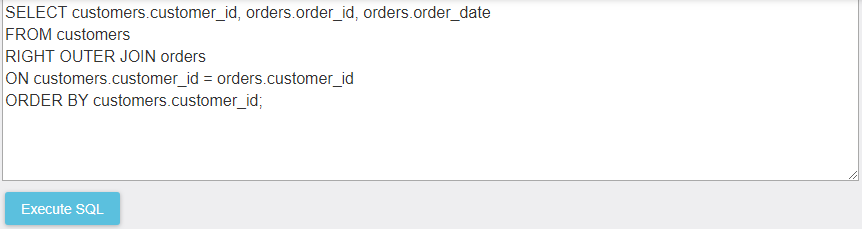 SELECT customers.customer_id, orders.order_id, orders.order_date
FROM customers
RIGHT OUTER JOIN orders
ON customers.customer_id = orders.customer_id
ORDER BY customers.customer_id;
Execute SQL